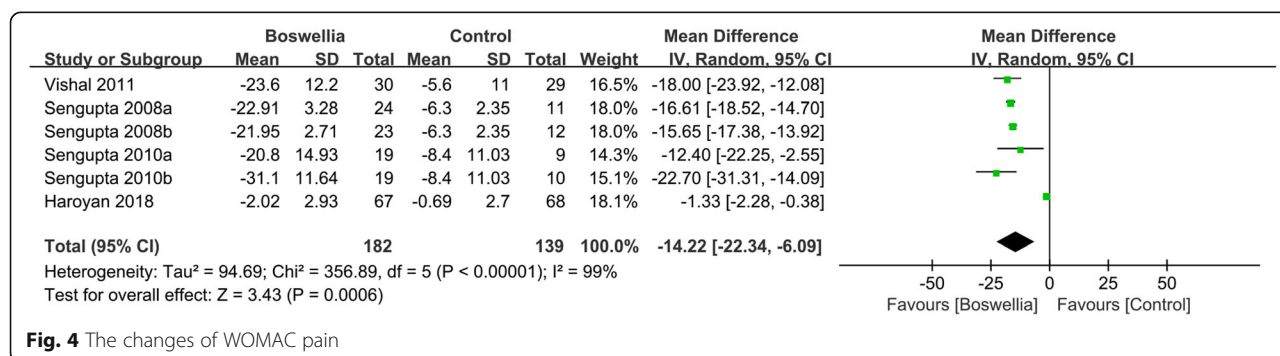 Boswellia Control Mean Difference Mean Difference
Study or Subgroup Mean SD Total Mean SD Total Weight IV, Random, 95% CI IV, Random, 95% CI
Vishal 2011 -23.6 12.2 30 -5.6 11 29 16.5% -18.00 [-23.92, -12.08]
Sengupta 2008a -22.91 3.28 24 -6.3 2.35 11 18.0% -16.61 [-18.52, -14.70]
Sengupta 2008b -21.95 2.71 23 -6.3 2.35 12 18.0% -15.65 [-17.38, -13.92]
Sengupta 2010a -20.8 14.93 19 -8.4 11.03 9 14.3% -12.40 [-22.25, -2.55]
Sengupta 2010b -31.1 11.64 19 -8.4 11.03 10 15.1% -22.70 [-31.31, -14.09]
Haroyan 2018 -2.02 2.93 67 -0.69 2.7 68 18.1% -1.33 [-2.28, -0.38]
Total (95% CI) 182 139 100.0% -14.22 [-22.34, -6.09]
Heterogeneity: Tau² = 94.69; Chi² = 356.89, df = 5 (P < 0.00001); I² = 99%
Test for overall effect: Z = 3.43 (P = 0.0006)
-50 -25 0 25 50
Favours [Boswellia] Favours [Control]
Fig. 4 The changes of WOMAC pain